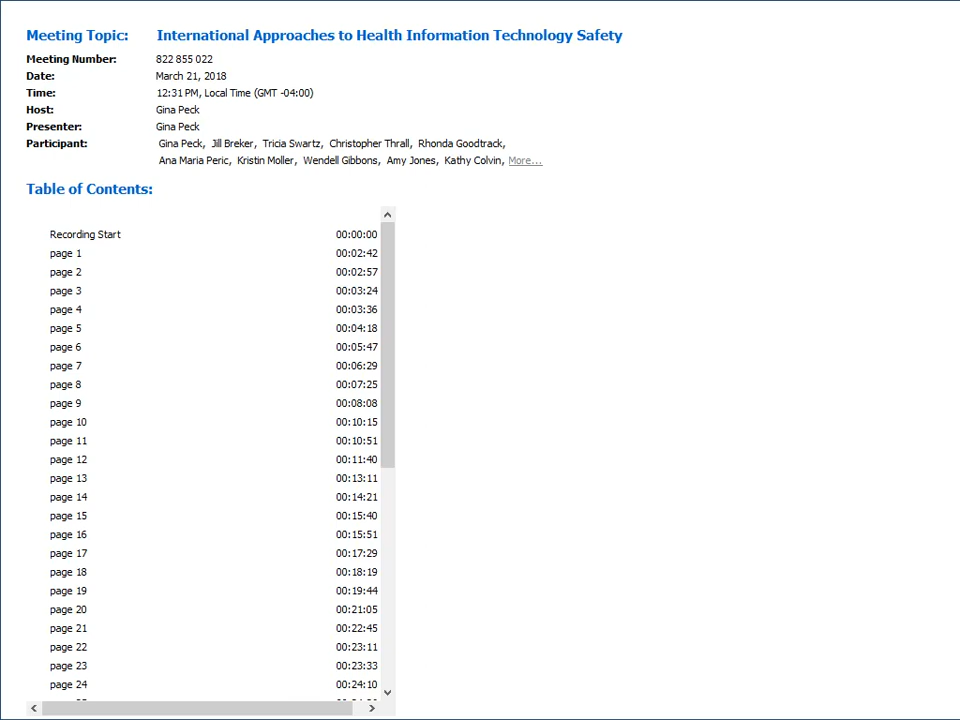 Meeting Topic: International Approaches to Health Information Technology Safety
Meeting Number: 822 855 022
Date: March 21, 2018
Time: 12:31 PM, Local Time (GMT -04:00)
Host: Gina Peck
Presenter: Gina Peck
Participant: Gina Peck, Jill Breker, Tricia Swartz, Christopher Thrall, Rhonda Goodtrack,
Ana Maria Peric, Kristin Moller, Wendell Gibbons, Amy Jones, Kathy Colvin, More...
Table of Contents:
Recording Start 00:00:00
page 1 00:02:42
page 2 00:02:57
page 3 00:03:24
page 4 00:03:36
page 5 00:04:18
page 6 00:05:47
page 7 00:06:29
page 8 00:07:25
page 9 00:08:08
page 10 00:10:15
page 11 00:10:51
page 12 00:11:40
page 13 00:13:11
page 14 00:14:21
page 15 00:15:40
page 16 00:15:51
page 17 00:17:29
page 18 00:18:19
page 19 00:19:44
page 20 00:21:05
page 21 00:22:45
page 22 00:23:11
page 23 00:23:33
page 24 00:24:10